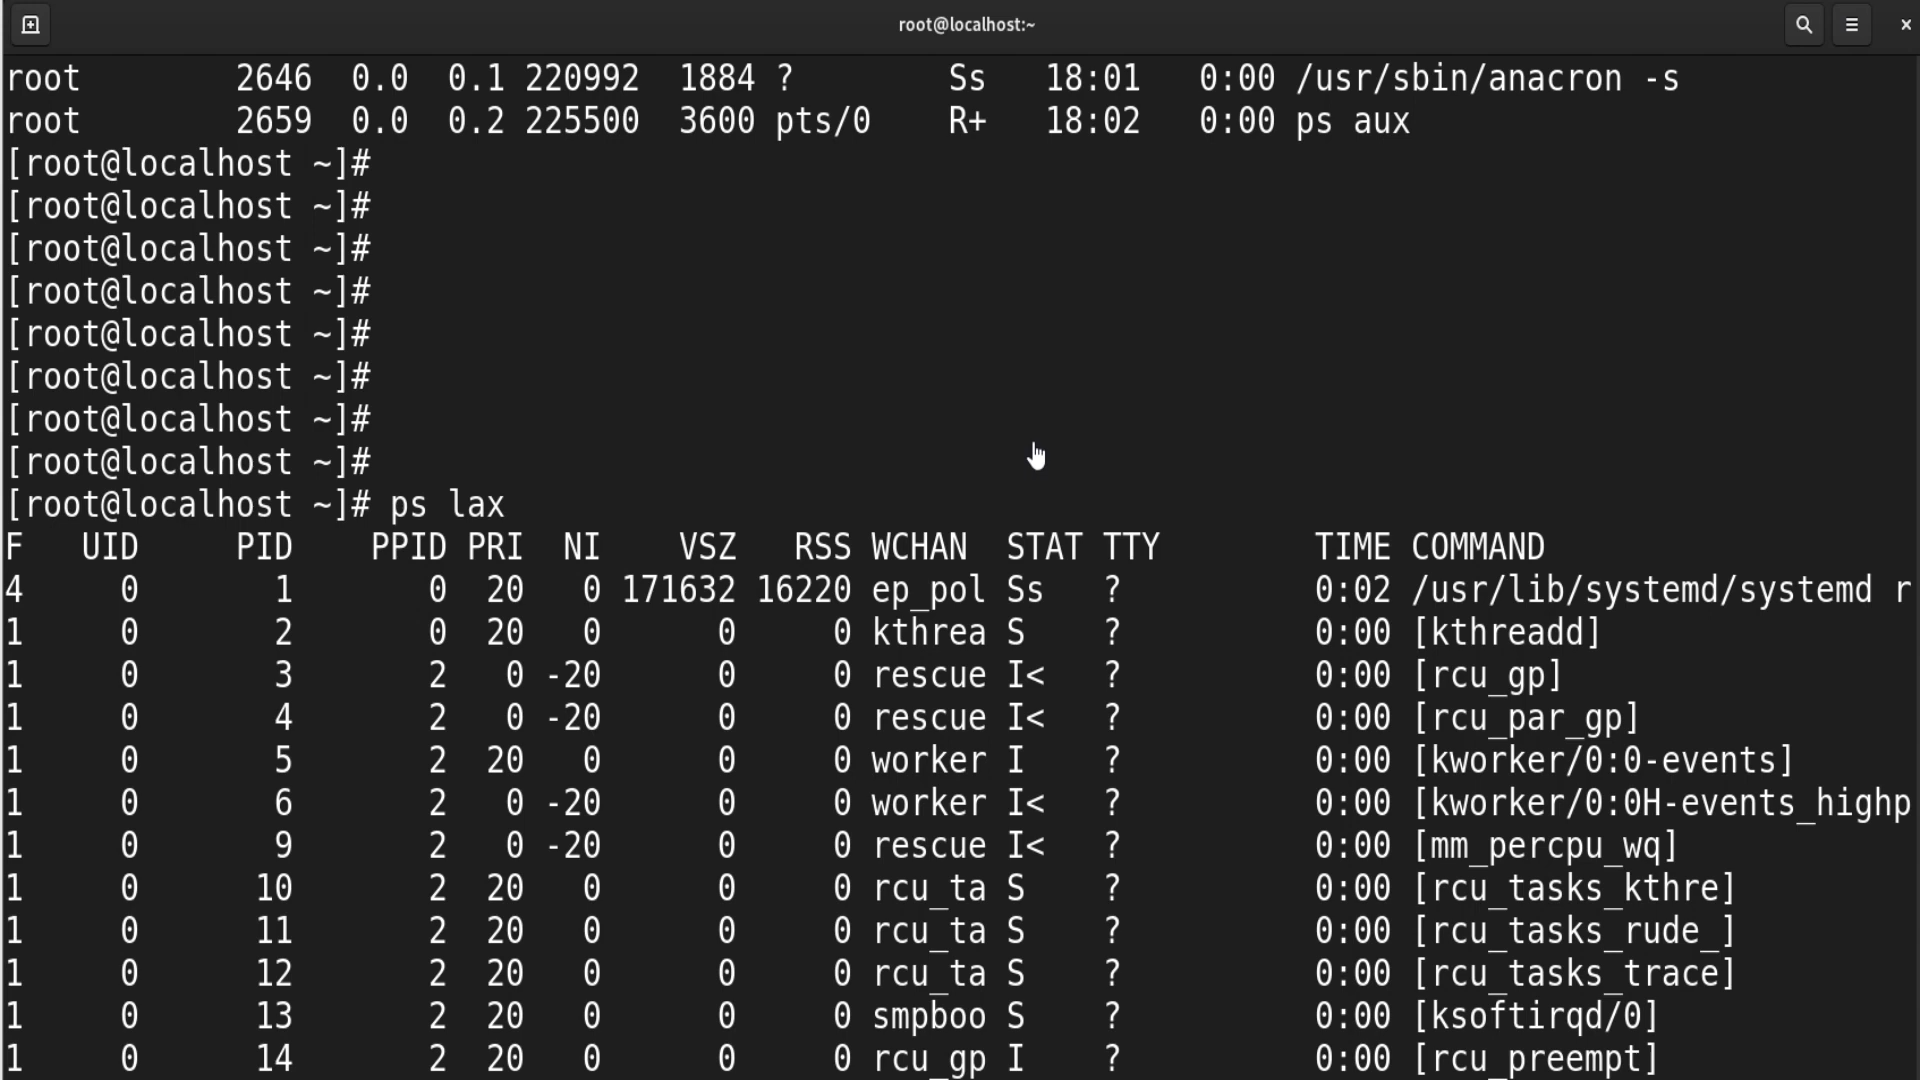 root@localhost:~
root 2646 0.0 0.1 220992 1884 ? Ss 18:01 0:00 /usr/sbin/anacron -s
root 2659 0.0 0.2 225500 3600 pts/0 R+ 18:02 0:00 ps aux
[root@localhost ~]#
[root@localhost ~]#
[root@localhost ~]#
[root@localhost ~]#
[root@localhost ~]#
[root@localhost ~]#
[root@localhost ~]#
[root@localhost ~]#
[root@localhost ~]# ps lax
F UID PID PPID PRI NI VSZ RSS WCHAN STAT TTY TIME COMMAND
4 0 1 0 20 0 171632 16220 ep_pol Ss ? 0:02 /usr/lib/systemd/systemd r
1 0 2 0 20 0 0 0 kthrea S ? 0:00 [kthreadd]
1 0 3 2 0 -20 0 0 rescue I< ? 0:00 [rcu_gp]
1 0 4 2 0 -20 0 0 rescue I< ? 0:00 [rcu_par_gp]
1 0 5 2 20 0 0 0 worker I ? 0:00 [kworker/0:0-events]
1 0 6 2 0 -20 0 0 worker I< ? 0:00 [kworker/0:0H-events_highp
1 0 9 2 0 -20 0 0 rescue I< ? 0:00 [mm_percpu_wq]
1 0 10 2 20 0 0 0 rcu_ta S ? 0:00 [rcu_tasks_kthre]
1 0 11 2 20 0 0 0 rcu_ta S ? 0:00 [rcu_tasks_rude_]
1 0 12 2 20 0 0 0 rcu_ta S ? 0:00 [rcu_tasks_trace]
1 0 13 2 20 0 0 0 smpboo S ? 0:00 [ksoftirqd/0]
1 0 14 2 20 0 0 0 rcu_gp I ? 0:00 [rcu_preempt]